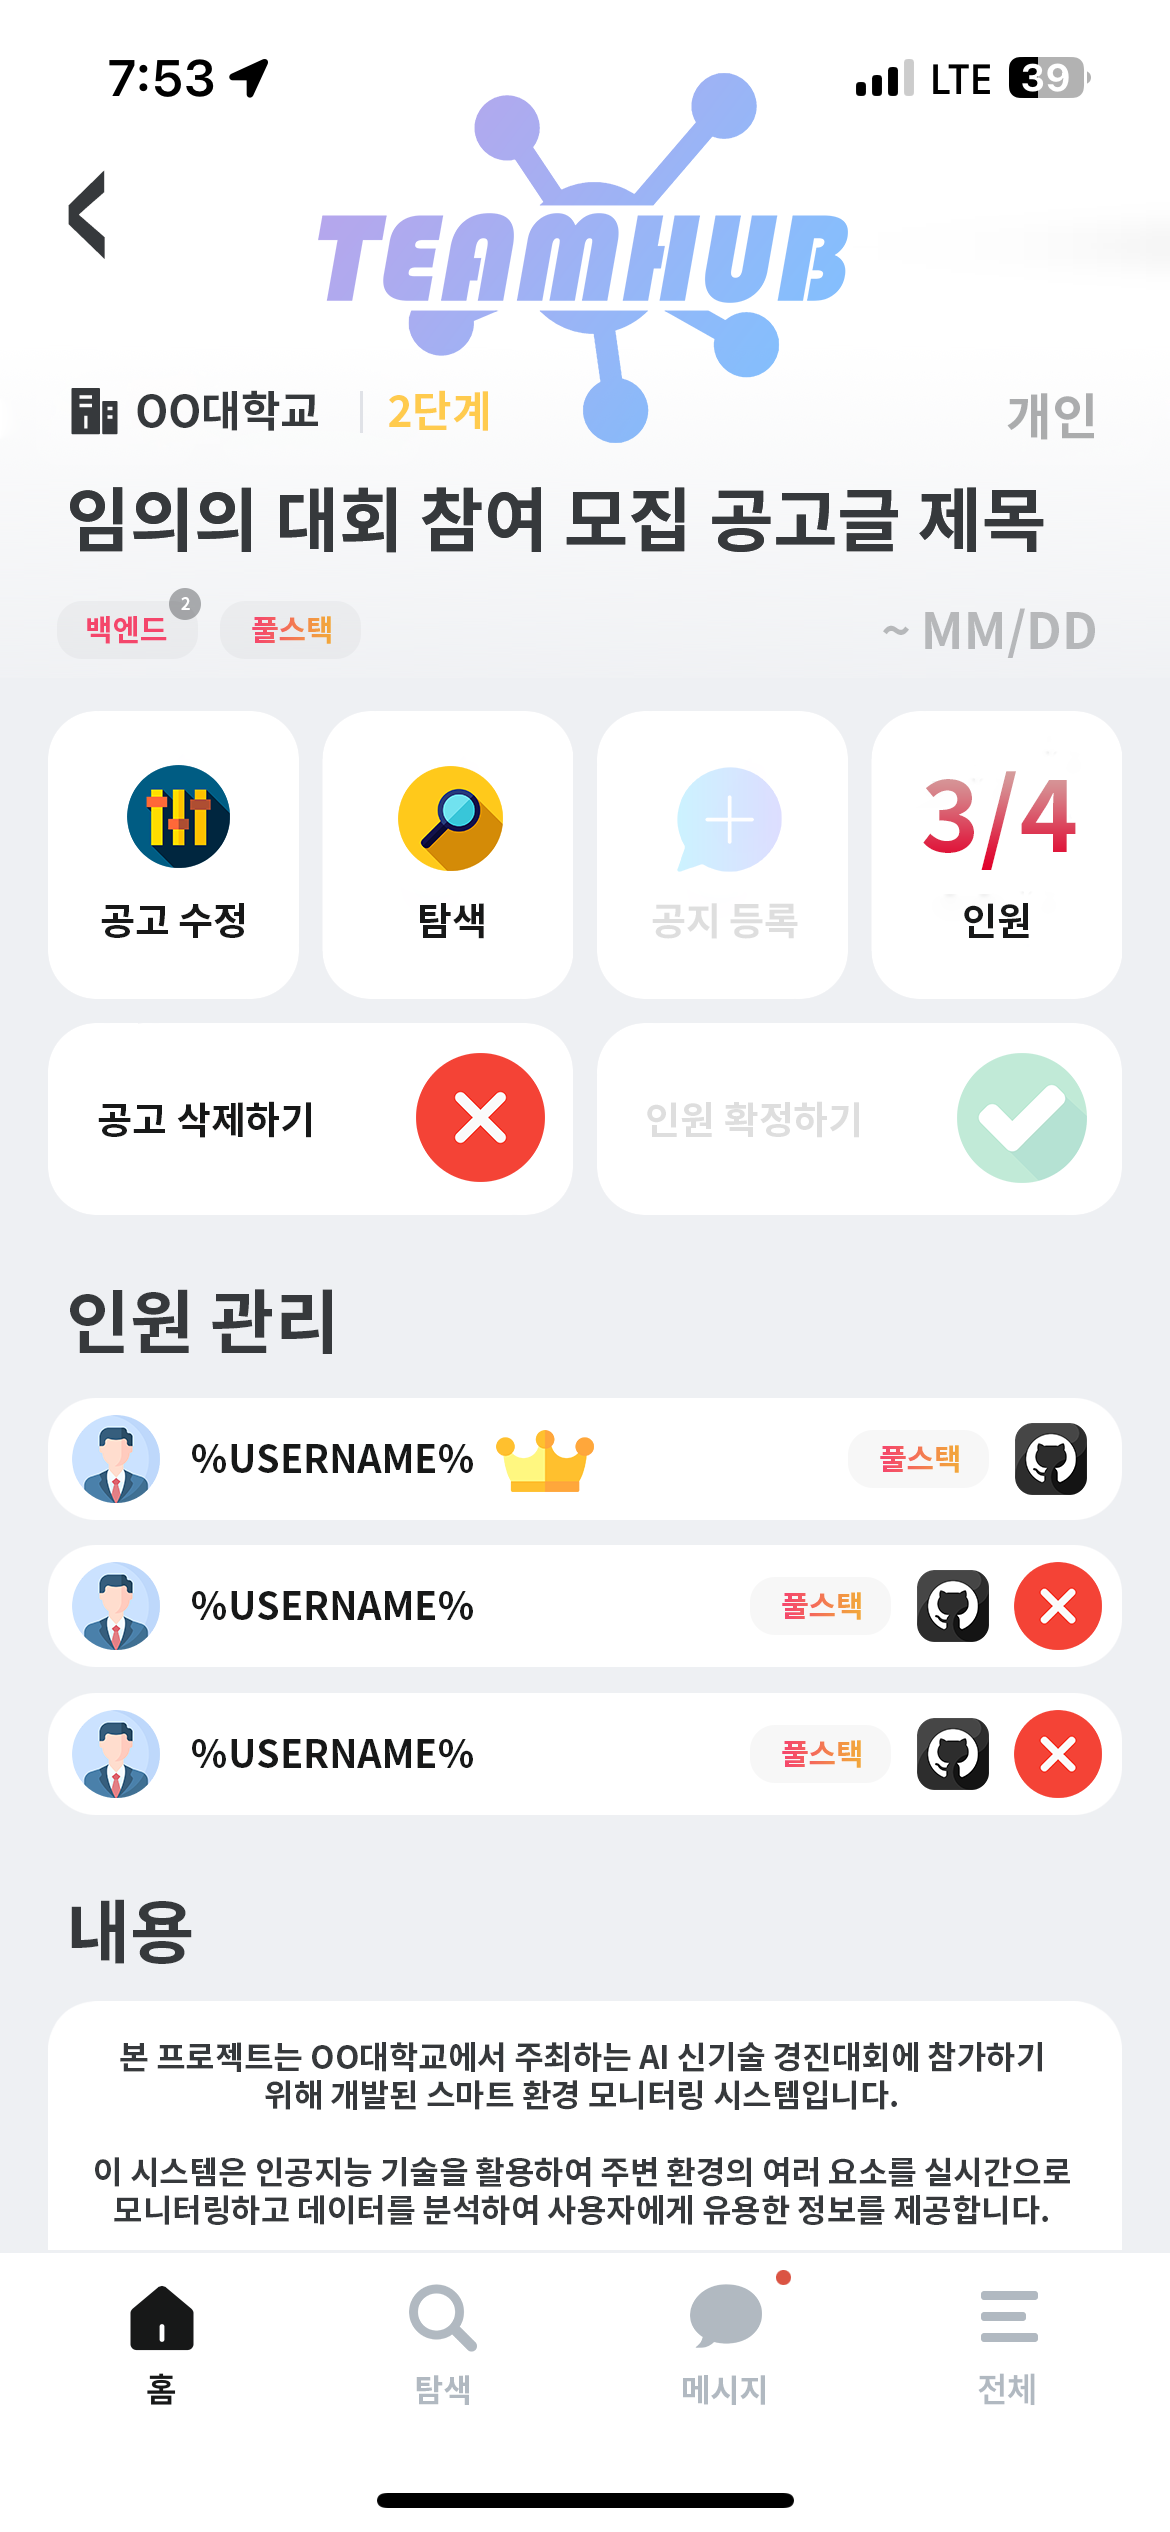 7:53
LTE
39
TEAMHUB
OO대학교
2단계
개인
임의의 대회 참여 모집 공고글 제목
백엔드
2
풀스택
~ MM/DD
공고 수정
탐색
공지 등록
3/4
인원
공고 삭제하기
인원 확정하기
인원 관리
%USERNAME%
풀스택
%USERNAME%
풀스택
%USERNAME%
풀스택
내용
본 프로젝트는 OO대학교에서 주최하는 AI 신기술 경진대회에 참가하기
위해 개발된 스마트 환경 모니터링 시스템입니다.
이 시스템은 인공지능 기술을 활용하여 주변 환경의 여러 요소를 실시간으로
모니터링하고 데이터를 분석하여 사용자에게 유용한 정보를 제공합니다.
홈
탐색
메시지
전체